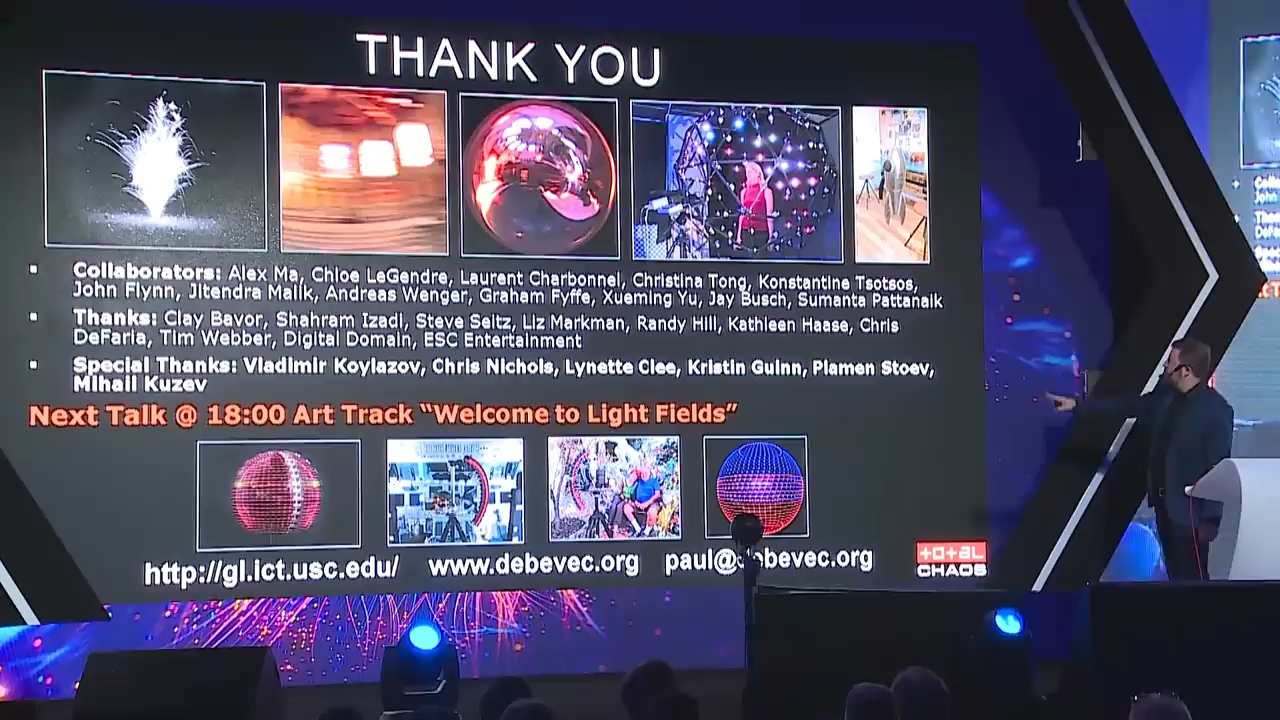 THANK YOU
Collaborators: Alex Ma, Chloe LeGendre, Laurent Charbonnel, Christina Tong, Konstantine Tsotsos,
John Flynn, Jitendra Malik, Andreas Wenger, Graham Fyffe, Xueming Yu, Jay Busch, Sumanta Pattanaik
Thanks: Clay Bavor, Shahram Izadi, Steve Seitz, Liz Markman, Randy Hill, Kathleen Haase, Chris
DeFaria, Tim Webber, Digital Domain, ESC Entertainment
Special Thanks: Vladimir Koylazov, Chris Nichols, Lynette Clee, Kristin Guinn, Plamen Stoev,
Mihail Kuzev
Next Talk @ 18:00 Art Track “Welcome to Light Fields”
http://gl.ict.usc.edu/ www.debevec.org paul@debevec.org
total
CHAOS